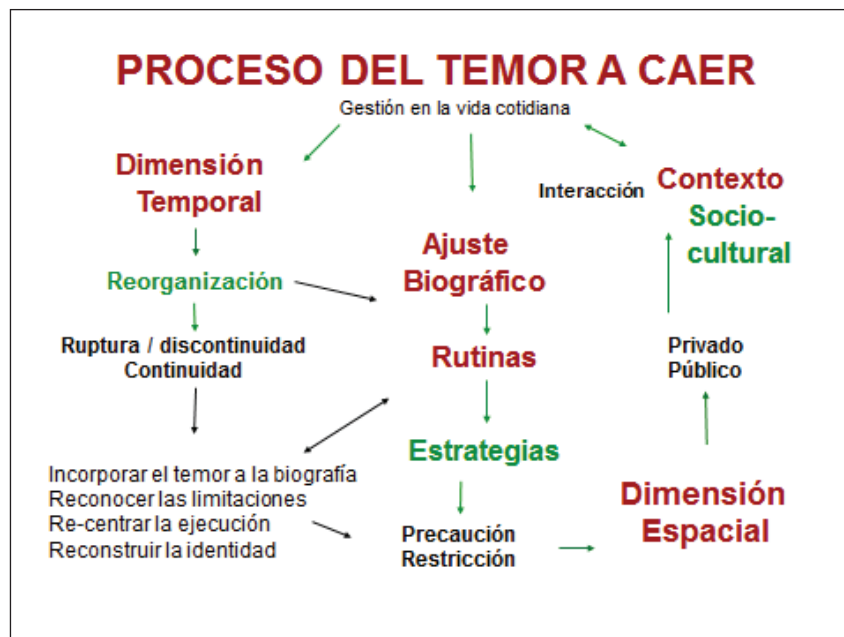 PROCESO DEL TEMOR A CAER
Gestión en la vida cotidiana
Dimensión
Temporal
Reorganización
Ruptura / discontinuidad
Continuidad
Incorporar el temor a la biografía
Reconocer las limitaciones
Re-centrar la ejecución
Reconstruir la identidad
Ajuste
Biográfico
Rutinas
Estrategias
Precaución
Restricción
Interacción
Contexto
Socio-
cultural
Privado
Público
Dimensión
Espacial